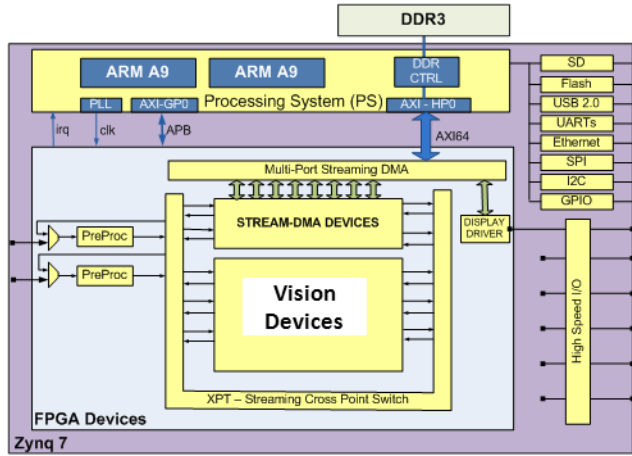 DDR3
ARM A9
ARM A9
DDR
CTRL
Processing System (PS)
PLL
AXI-GP0
AXI - HP0
irq
clk
APB
AXI64
SD
Flash
USB 2.0
UARTs
Ethernet
SPI
I2C
GPIO
Multi-Port Streaming DMA
STREAM-DMA DEVICES
DISPLAY
DRIVER
PreProc
PreProc
Vision
Devices
High Speed I/O
XPT – Streaming Cross Point Switch
FPGA Devices
Zynq 7